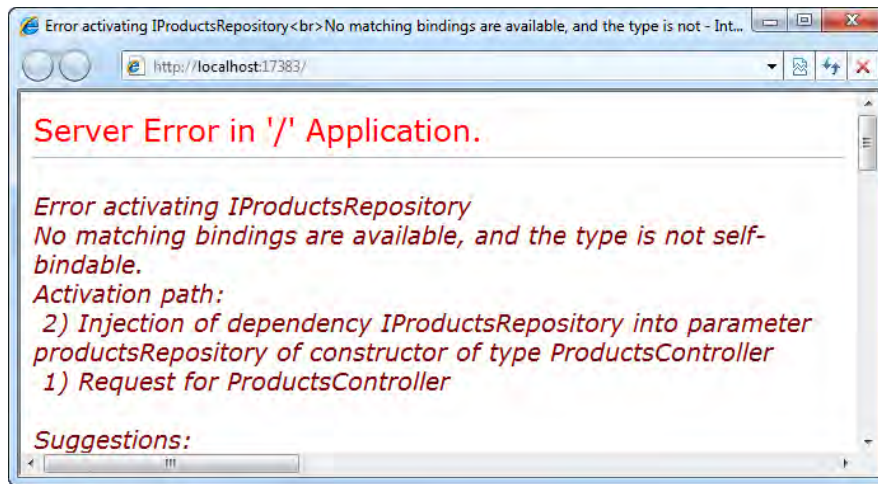 Error activating IProductsRepository<br>No matching bindings are available, and the type is not - Int...
http://localhost:17383/
Server Error in '/' Application.
Error activating IProductsRepository
No matching bindings are available, and the type is not self-
bindable.
Activation path:
2) Injection of dependency IProductsRepository into parameter
productsRepository of constructor of type ProductsController
1) Request for ProductsController
Suggestions: